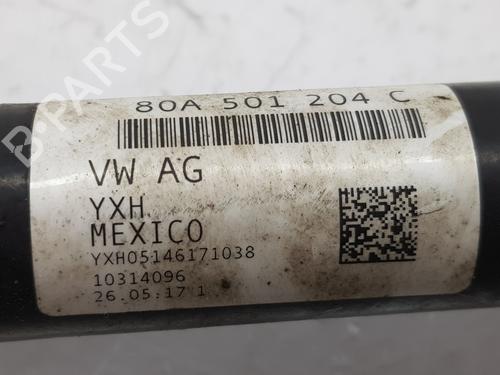 80A 501 204 C
VW AG
YXH
MEXICO
YXH05146171038
10314096
26.05.17 1
B-PARTS